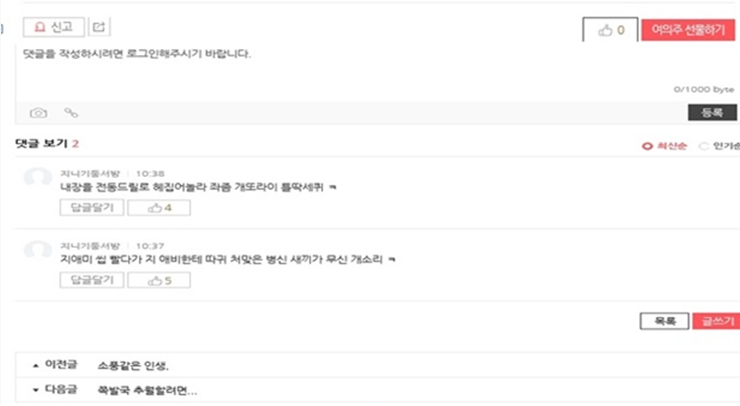 신고
0
여의주 선물하기
댓글을 작성하시려면 로그인해주시기 바랍니다.
0/1000 byte
등록
댓글 보기 2
최신순 인기순
지니기둥서방 10:38
내장을 전동드릴로 헤집어놀라 좌좀 개또라이 틀딱세퀴 ㅋ
답글달기 4
지니기둥서방 10:37
지애미 씹 빨다가 지 애비한테 따귀 처맞은 병신 새끼가 무신 개소리 ㅋ
답글달기 5
목록 글쓰기
이전글 소풍같은 인생,
다음글 쪽발국 추월할려면...